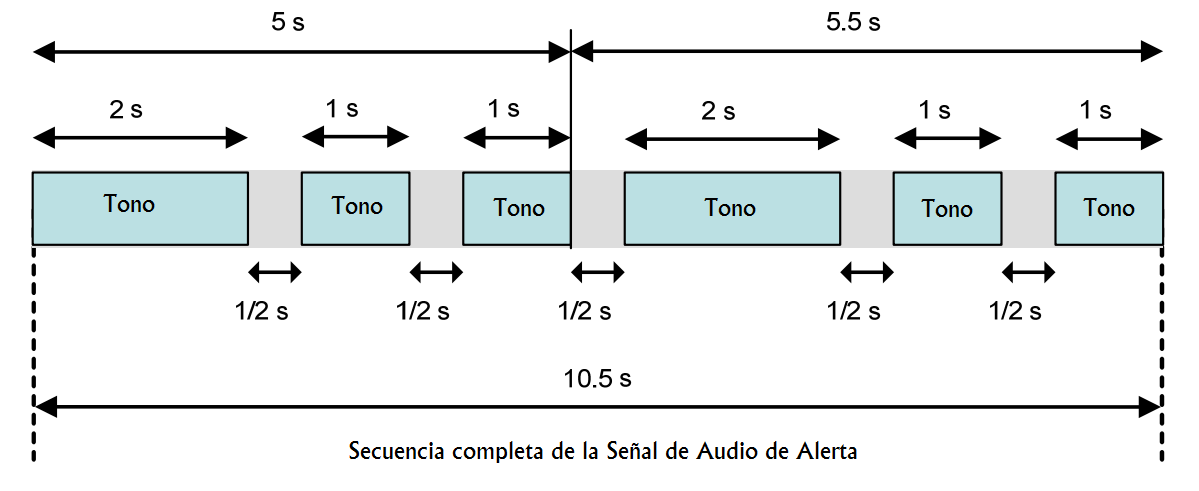 5 s 5.5 s
2 s 1 s 1 s 2 s 1 s 1 s
Tono Tono Tono Tono Tono Tono
1/2 s 1/2 s 1/2 s 1/2 s 1/2 s
10.5 s
Secuencia completa de la Señal de Audio de Alerta